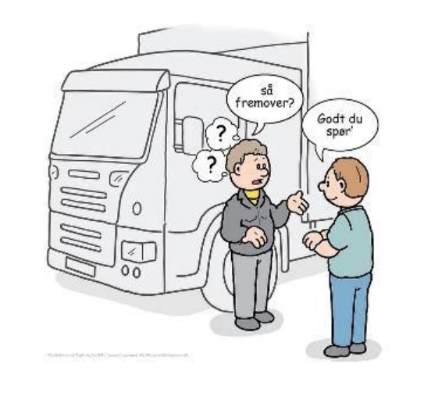 så
fremover?
Godt du
spør'
?
?